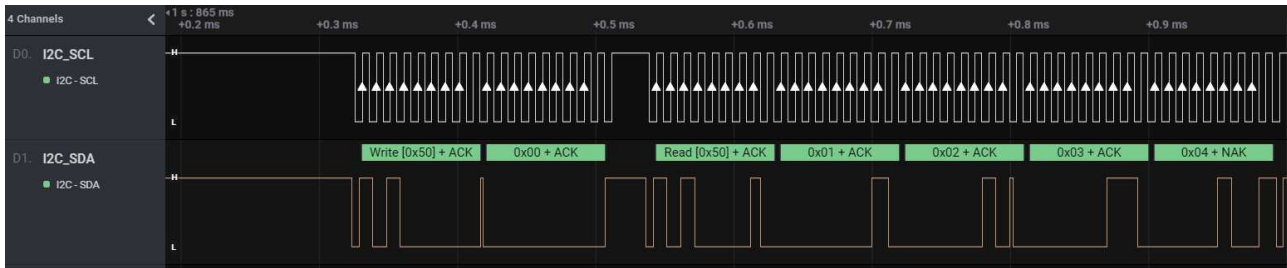 4 Channels
1 s : 865 ms
+0.2 ms +0.3 ms +0.4 ms +0.5 ms +0.6 ms +0.7 ms +0.8 ms +0.9 ms
D0. I2C_SCL H
I2C - SCL
L
Write [0x50] + ACK 0x00 + ACK Read [0x50] + ACK 0x01 + ACK 0x02 + ACK 0x03 + ACK 0x04 + NAK
D1. I2C_SDA
H
I2C - SDA
L